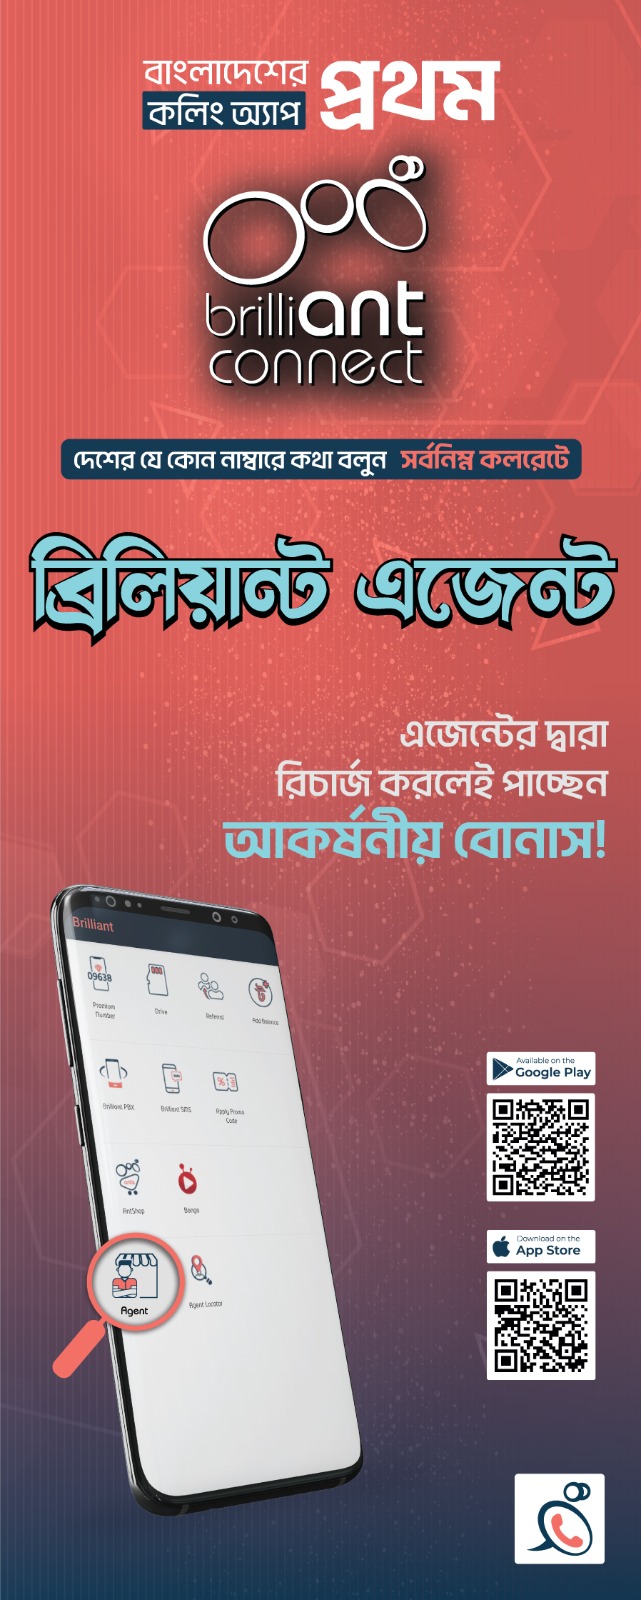 বাংলাদেশের
কলিং অ্যাপ
প্রথম
brilliant
connect
দেশের যে কোন নাম্বারে কথা বলুন সর্বনিম্ন কলরেটে
ব্রিলিয়ান্ট এজেন্ট
এজেন্টের দ্বারা
রিচার্জ করলেই পাচ্ছেন
আকর্ষনীয় বোনাস!
Brilliant
09638
Premium
Number
Drive
Referral
Add Balance
Brilliant PBX
Brilliant SMS
Apply Promo
Code
AntShop
Bongo
Agent
Agent Locator
Available on the
Google Play
Download on the
App Store